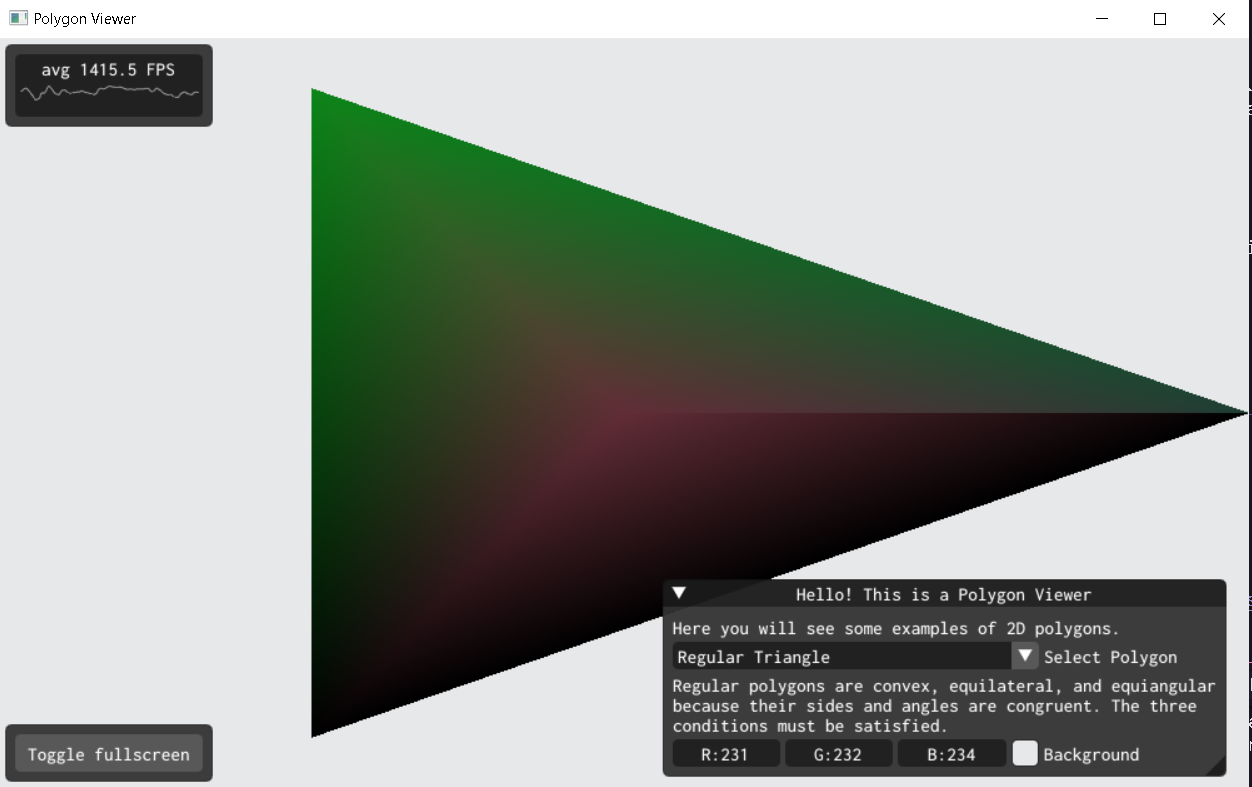 Polygon Viewer
avg 1415.5 FPS
Hello! This is a Polygon Viewer
Here you will see some examples of 2D polygons.
Regular Triangle Select Polygon
Regular polygons are convex, equilateral, and equiangular
because their sides and angles are congruent. The three
conditions must be satisfied.
R:231 G:232 B:234 Background
Toggle fullscreen